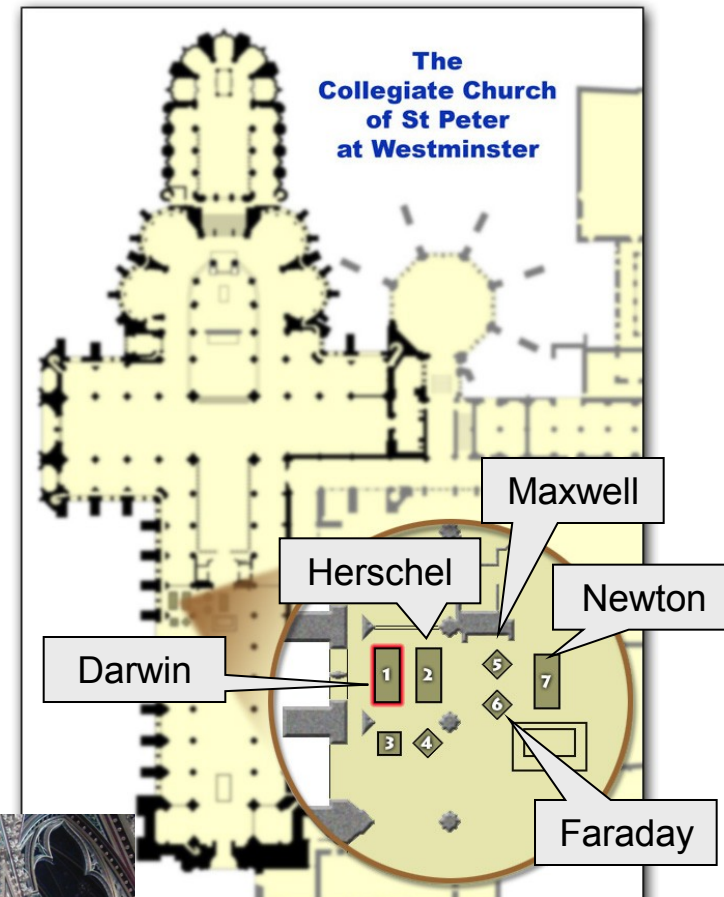 The
Collegiate Church
of St Peter
at Westminster
Maxwell
Herschel
Newton
Darwin
1
2
5
7
6
3
4
Faraday